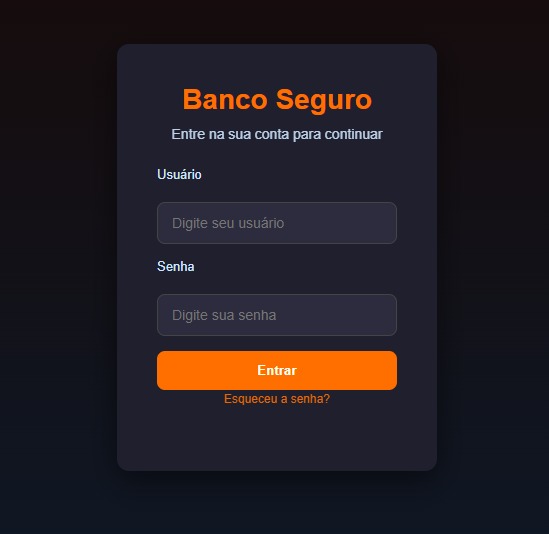 Banco Seguro
Entre na sua conta para continuar
Usuário
Digite seu usuário
Senha
Digite sua senha
Entrar
Esqueceu a senha?